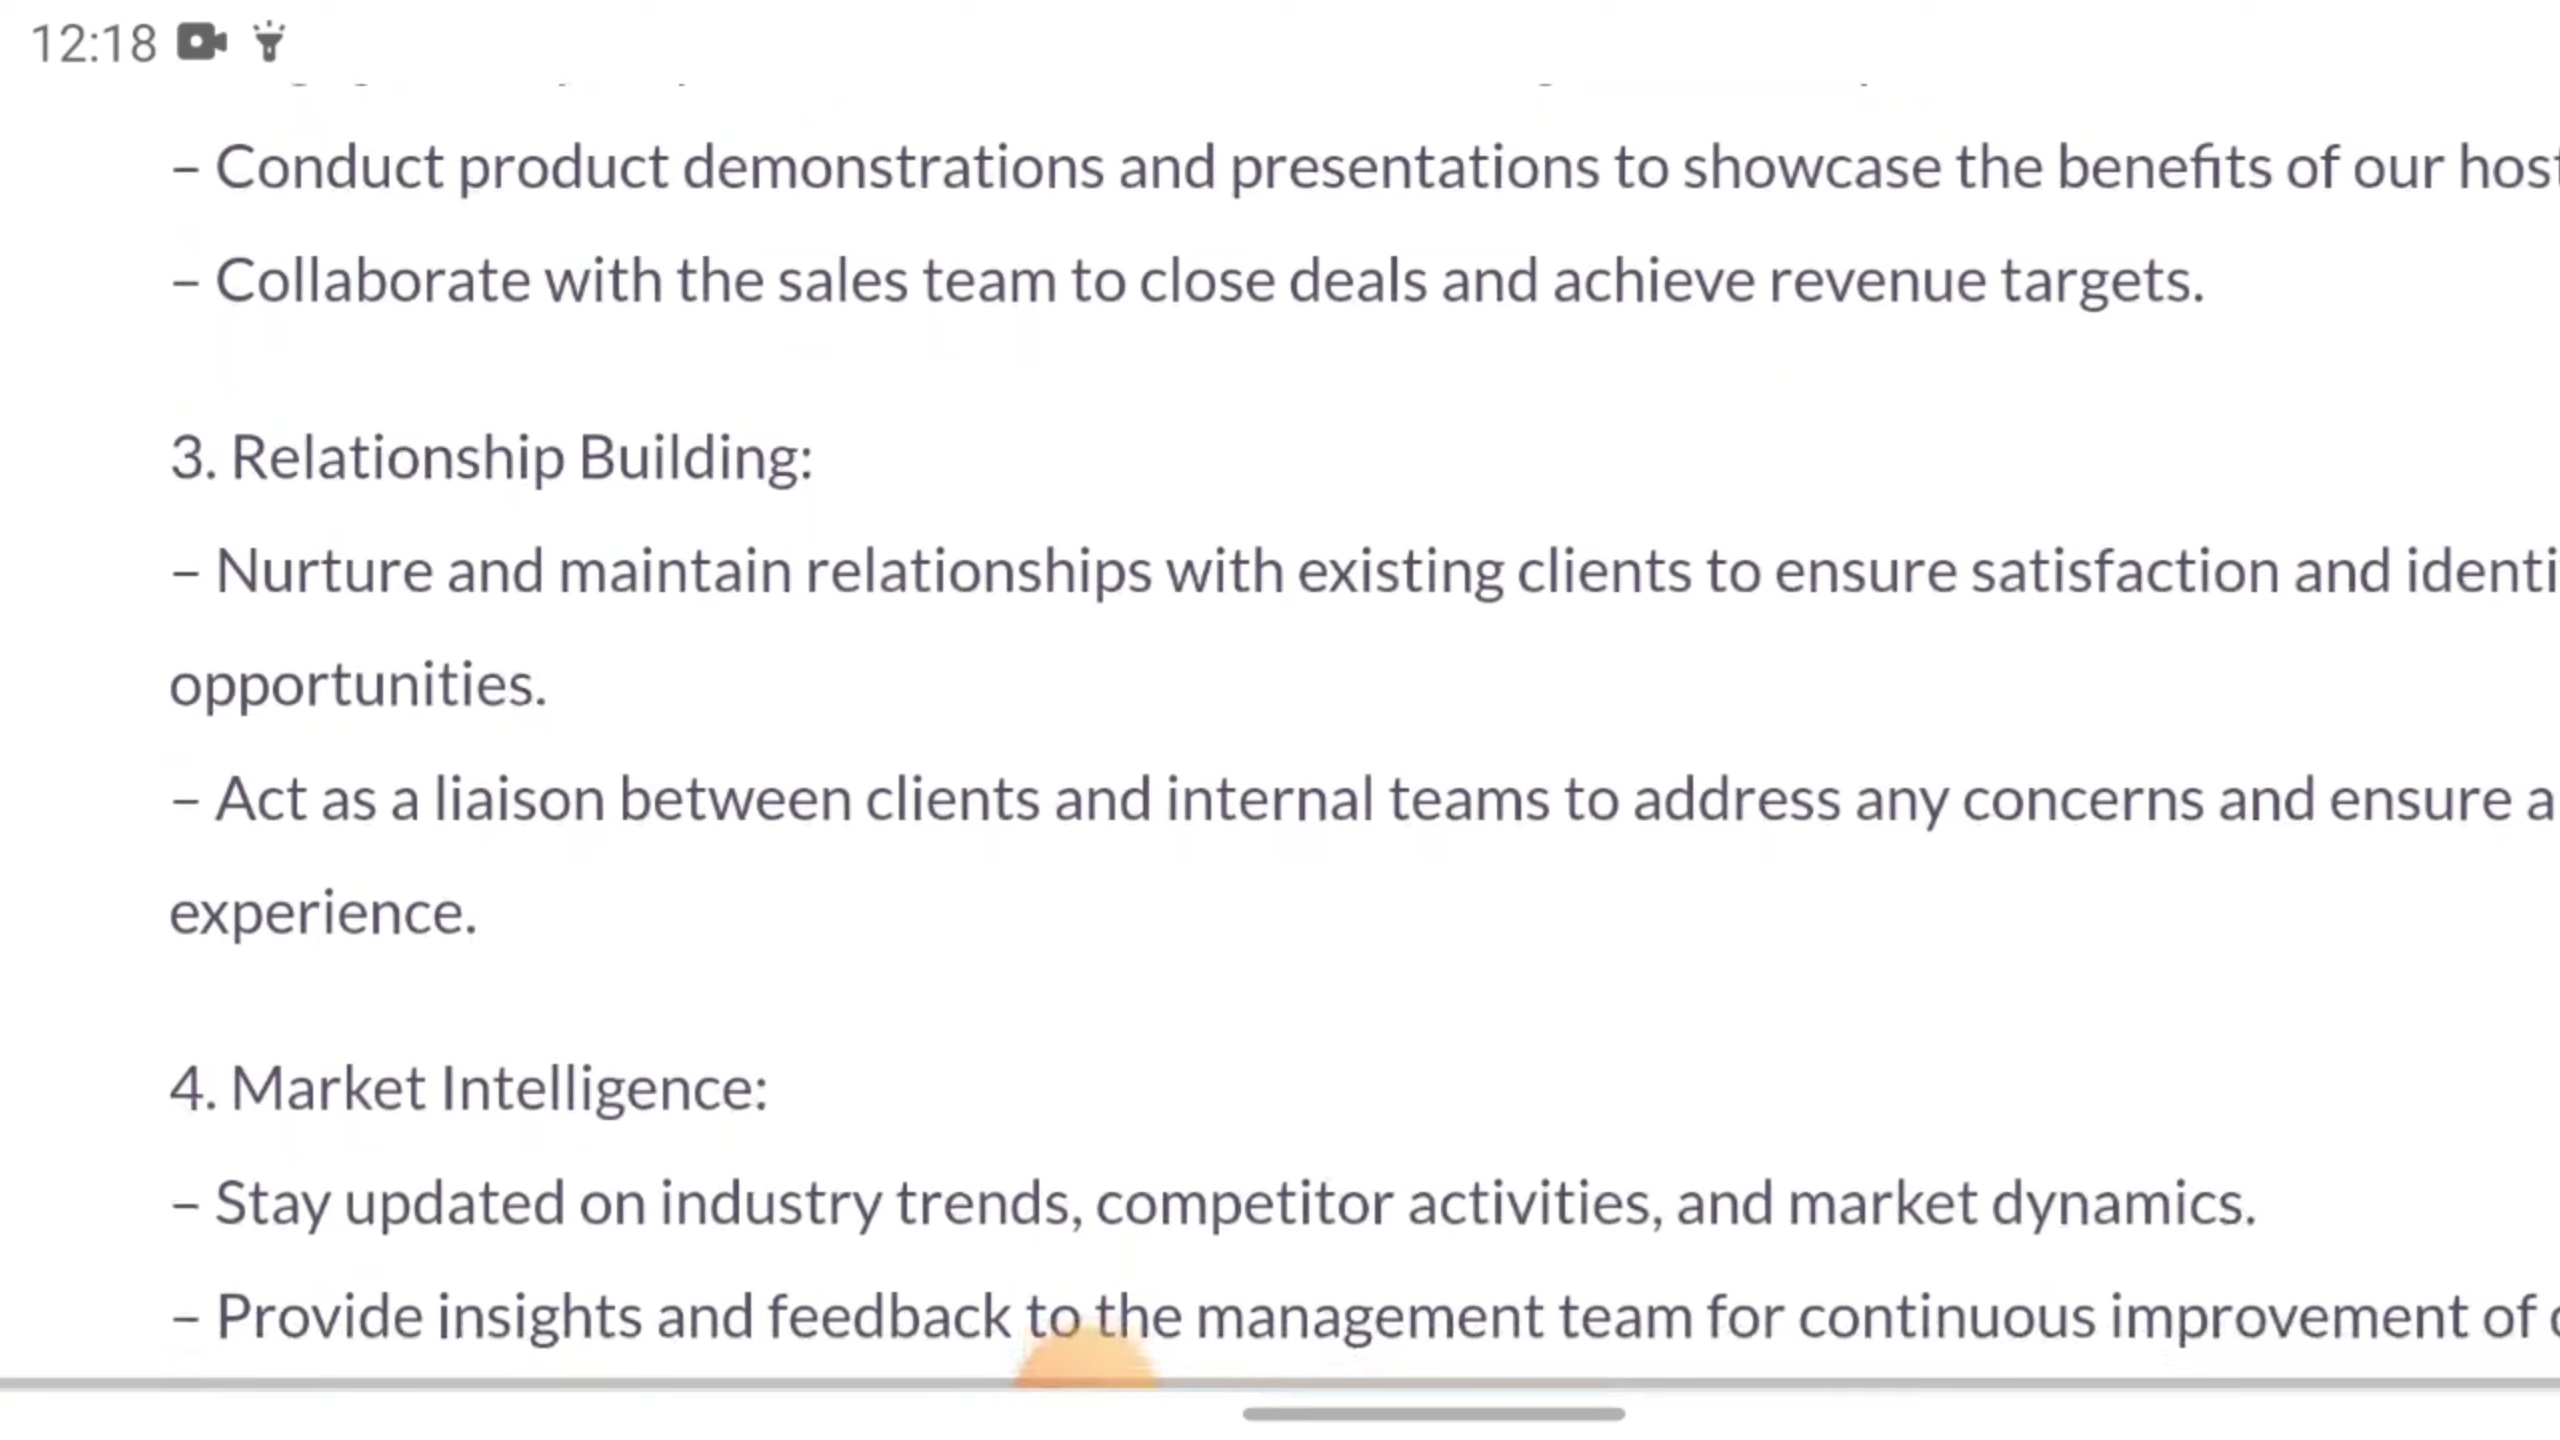 12:18
– Conduct product demonstrations and presentations to showcase the benefits of our
– Collaborate with the sales team to close deals and achieve revenue targets.
3. Relationship Building:
– Nurture and maintain relationships with existing clients to ensure satisfaction and
opportunities.
– Act as a liaison between clients and internal teams to address any concerns and ensure a
experience.
4. Market Intelligence:
– Stay updated on industry trends, competitor activities, and market dynamics.
– Provide insights and feedback to the management team for continuous improvement of